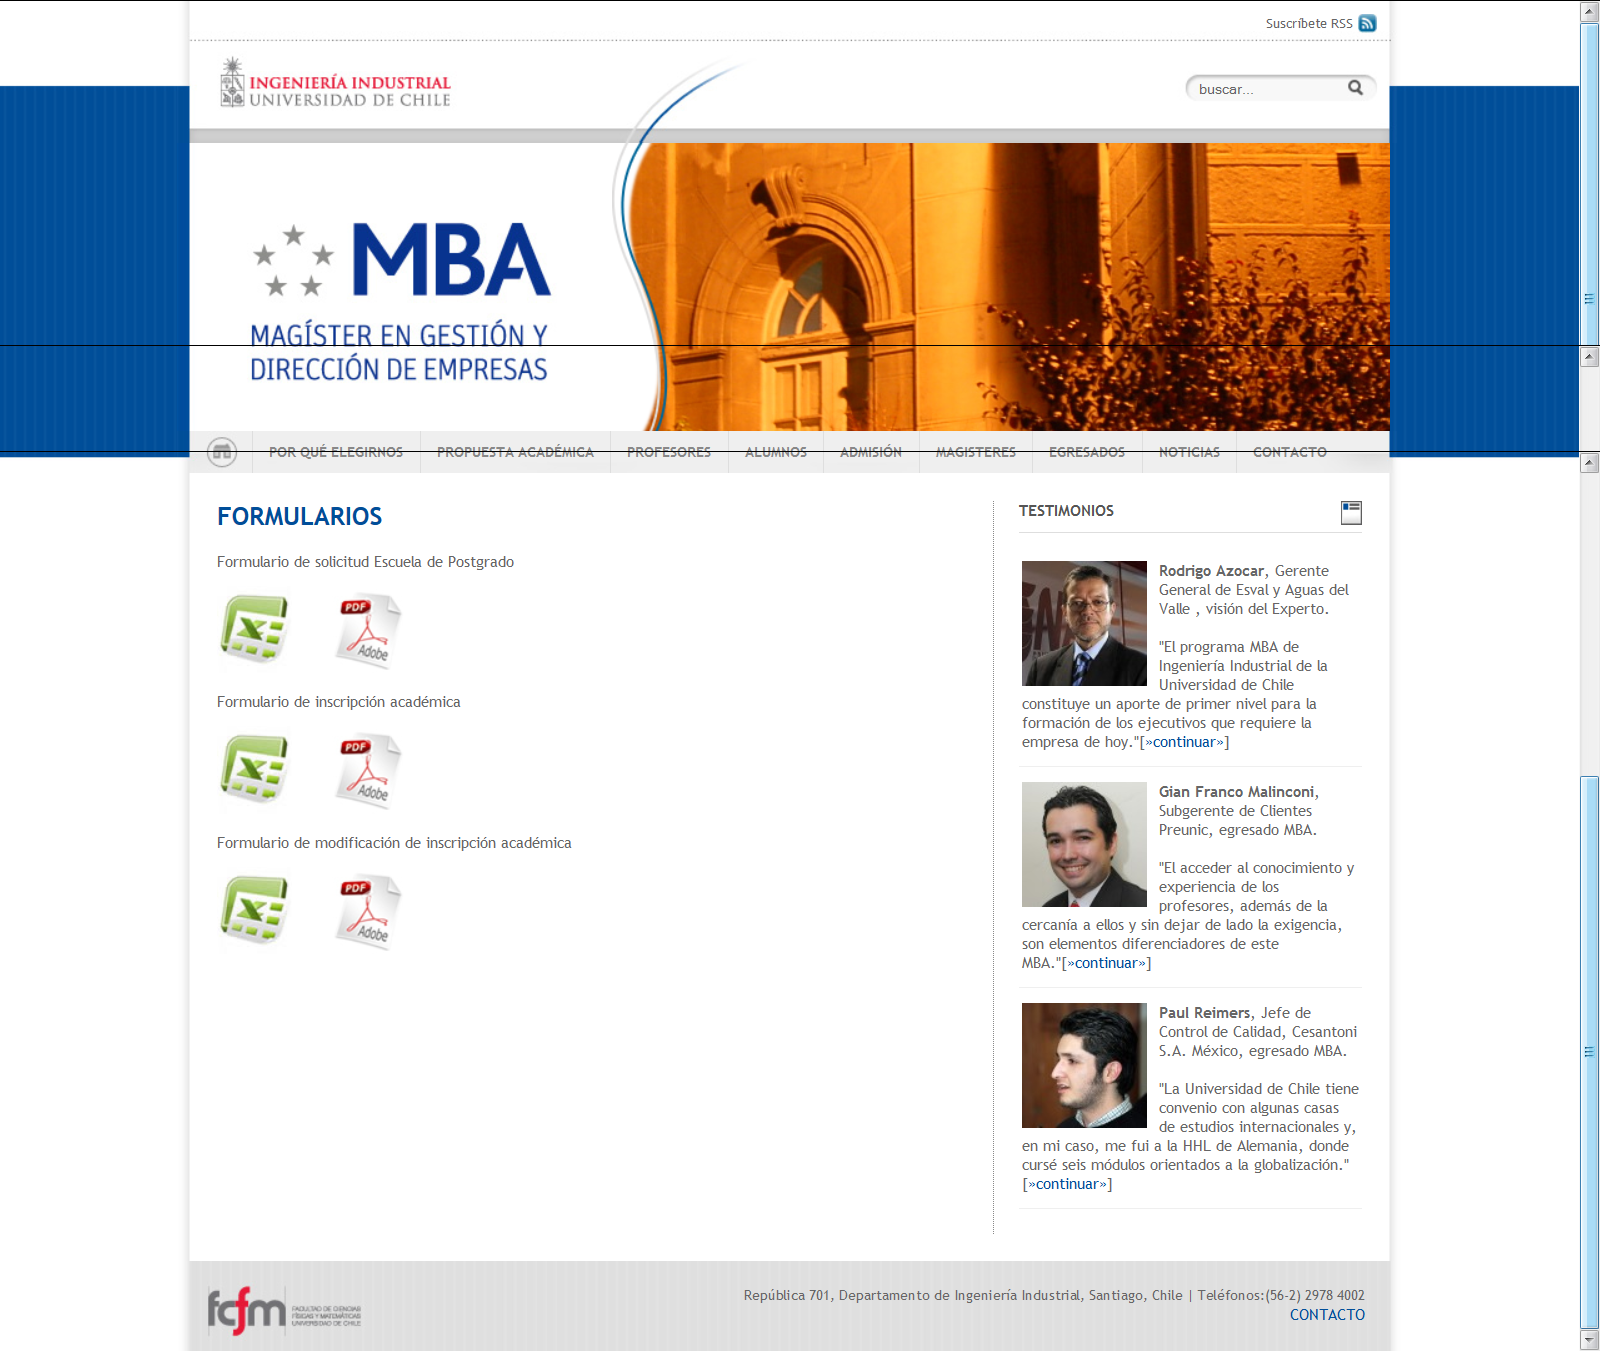 Suscríbete RSS
INGENIERÍA INDUSTRIAL
UNIVERSIDAD DE CHILE
buscar...
MBA
MAGÍSTER EN GESTIÓN Y
DIRECCIÓN DE EMPRESAS
POR QUÉ ELEGIRNOS PROPUESTA ACADÉMICA PROFESORES ALUMNOS ADMISIÓN MAGISTERES EGRESADOS NOTICIAS CONTACTO
FORMULARIOS
Formulario de solicitud Escuela de Postgrado
PDF
Adobe
Formulario de inscripción académica
PDF
Adobe
Formulario de modificación de inscripción académica
PDF
Adobe
TESTIMONIOS
Rodrigo Azocar, Gerente
General de Esval y Aguas del
Valle , visión del Experto.
"El programa MBA de
Ingeniería Industrial de la
Universidad de Chile
constituye un aporte de primer nivel para la
formación de los ejecutivos que requiere la
empresa de hoy."[»continuar»]
Gian Franco Malinconi,
Subgerente de Clientes
Preunic, egresado MBA.
"El acceder al conocimiento y
experiencia de los
profesores, además de la
cercanía a ellos y sin dejar de lado la exigencia,
son elementos diferenciadores de este
MBA."[»continuar»]
Paul Reimers, Jefe de
Control de Calidad, Cesantoni
S.A. México, egresado MBA.
"La Universidad de Chile tiene
convenio con algunas casas
de estudios internacionales y,
en mi caso, me fui a la HHL de Alemania, donde
cursé seis módulos orientados a la globalización."
[»continuar»]
fcfm
FACULTAD DE CIENCIAS
FÍSICAS Y MATEMÁTICAS
UNIVERSIDAD DE CHILE
República 701, Departamento de Ingeniería Industrial, Santiago, Chile | Teléfonos:(56-2) 2978 4002
CONTACTO